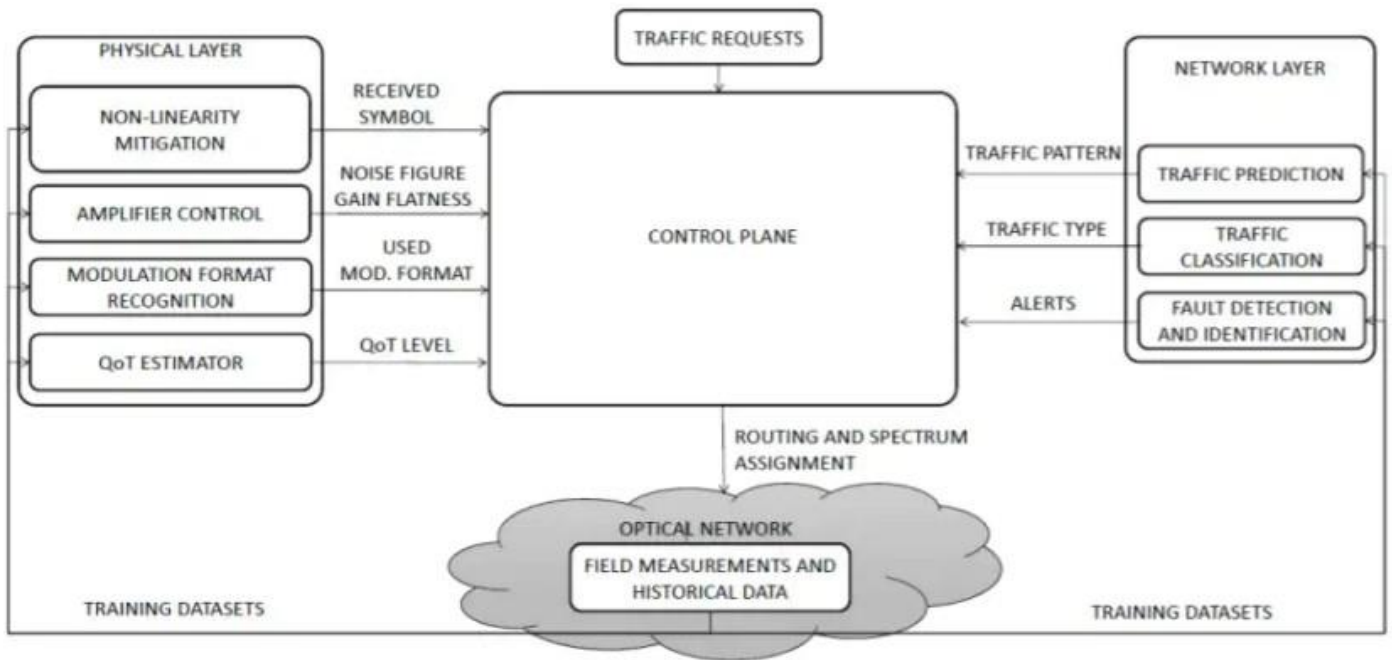 TRAFFIC REQUESTS
PHYSICAL LAYER
NON-LINEARITY
MITIGATION
AMPLIFIER CONTROL
MODULATION FORMAT
RECOGNITION
QoT ESTIMATOR
RECEIVED
SYMBOL
NOISE FIGURE
GAIN FLATNESS
USED
MOD. FORMAT
QoT LEVEL
CONTROL PLANE
TRAFFIC PATTERN
TRAFFIC TYPE
ALERTS
NETWORK LAYER
TRAFFIC PREDICTION
TRAFFIC
CLASSIFICATION
FAULT DETECTION
AND IDENTIFICATION
ROUTING AND SPECTRUM
ASSIGNMENT
OPTICAL NETWORK
FIELD MEASUREMENTS AND
HISTORICAL DATA
TRAINING DATASETS
TRAINING DATASETS